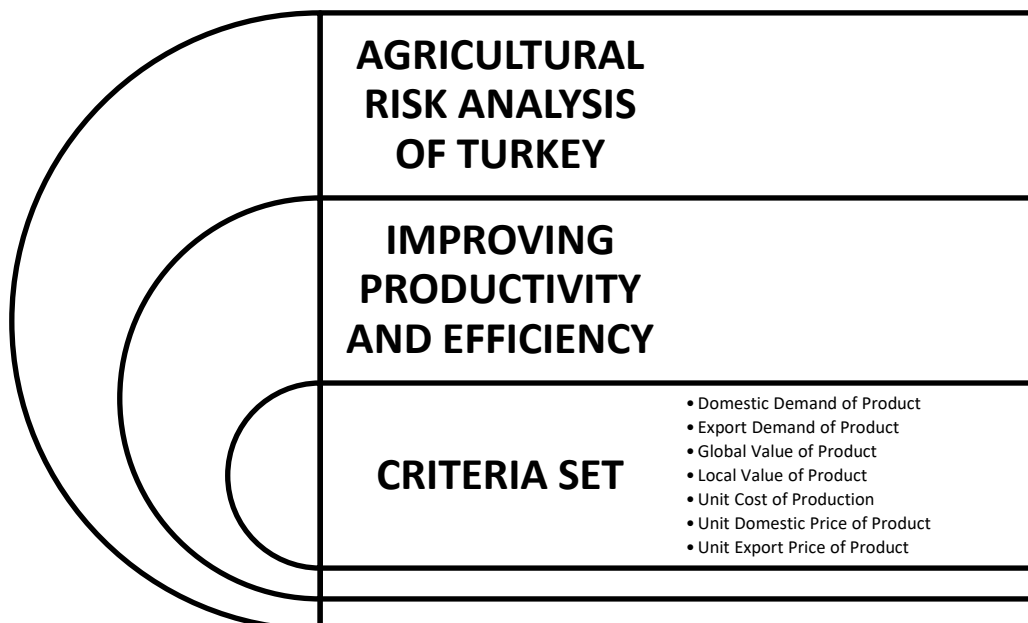 AGRICULTURAL
RISK ANALYSIS
OF TURKEY
IMPROVING
PRODUCTIVITY
AND EFFICIENCY
CRITERIA SET
• Domestic Demand of Product
• Export Demand of Product
• Global Value of Product
• Local Value of Product
• Unit Cost of Production
• Unit Domestic Price of Product
• Unit Export Price of Product